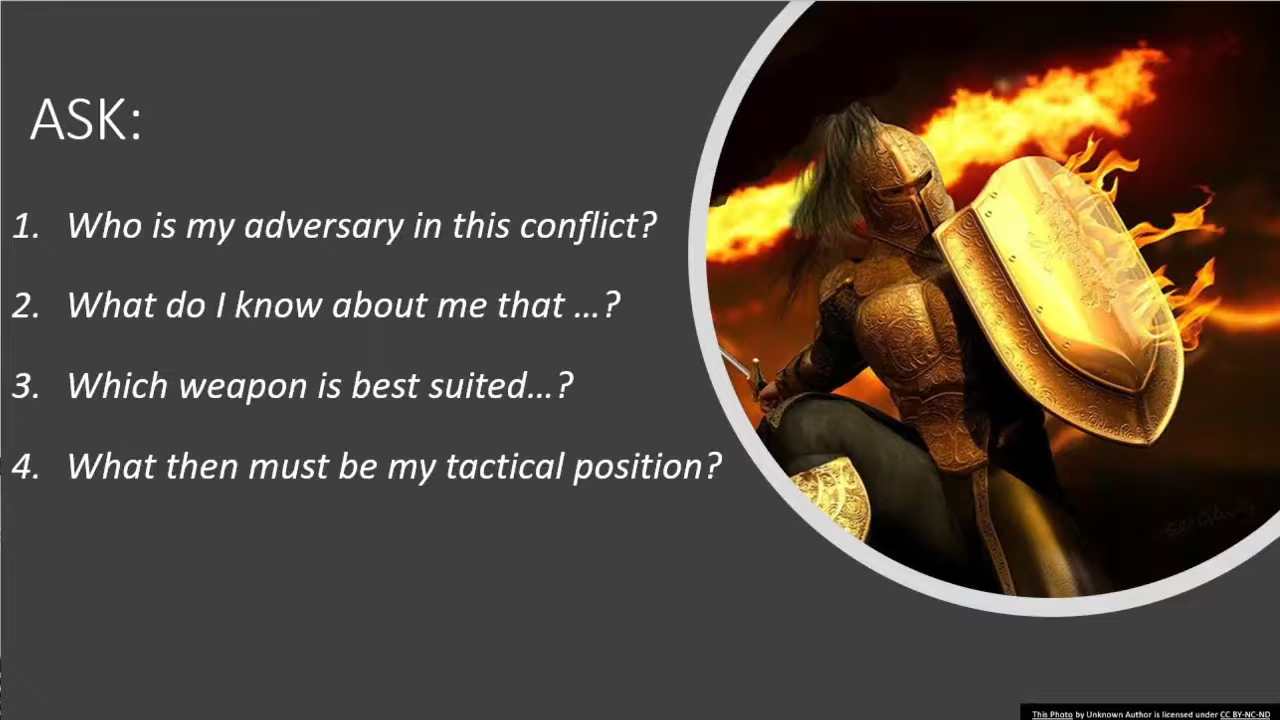 ASK:
1. Who is my adversary in this conflict?
2. What do I know about me that ...?
3. Which weapon is best suited...?
4. What then must be my tactical position?
This Photo by Unknown Author is licensed under CC BY-NC-ND